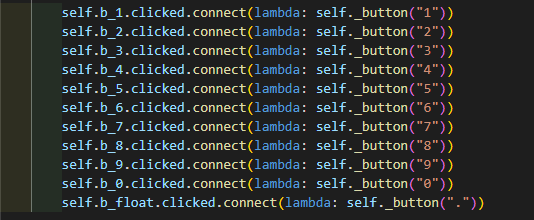 self.b_1.clicked.connect(lambda: self._button("1"))
self.b_2.clicked.connect(lambda: self._button("2"))
self.b_3.clicked.connect(lambda: self._button("3"))
self.b_4.clicked.connect(lambda: self._button("4"))
self.b_5.clicked.connect(lambda: self._button("5"))
self.b_6.clicked.connect(lambda: self._button("6"))
self.b_7.clicked.connect(lambda: self._button("7"))
self.b_8.clicked.connect(lambda: self._button("8"))
self.b_9.clicked.connect(lambda: self._button("9"))
self.b_0.clicked.connect(lambda: self._button("0"))
self.b_float.clicked.connect(lambda: self._button("."))